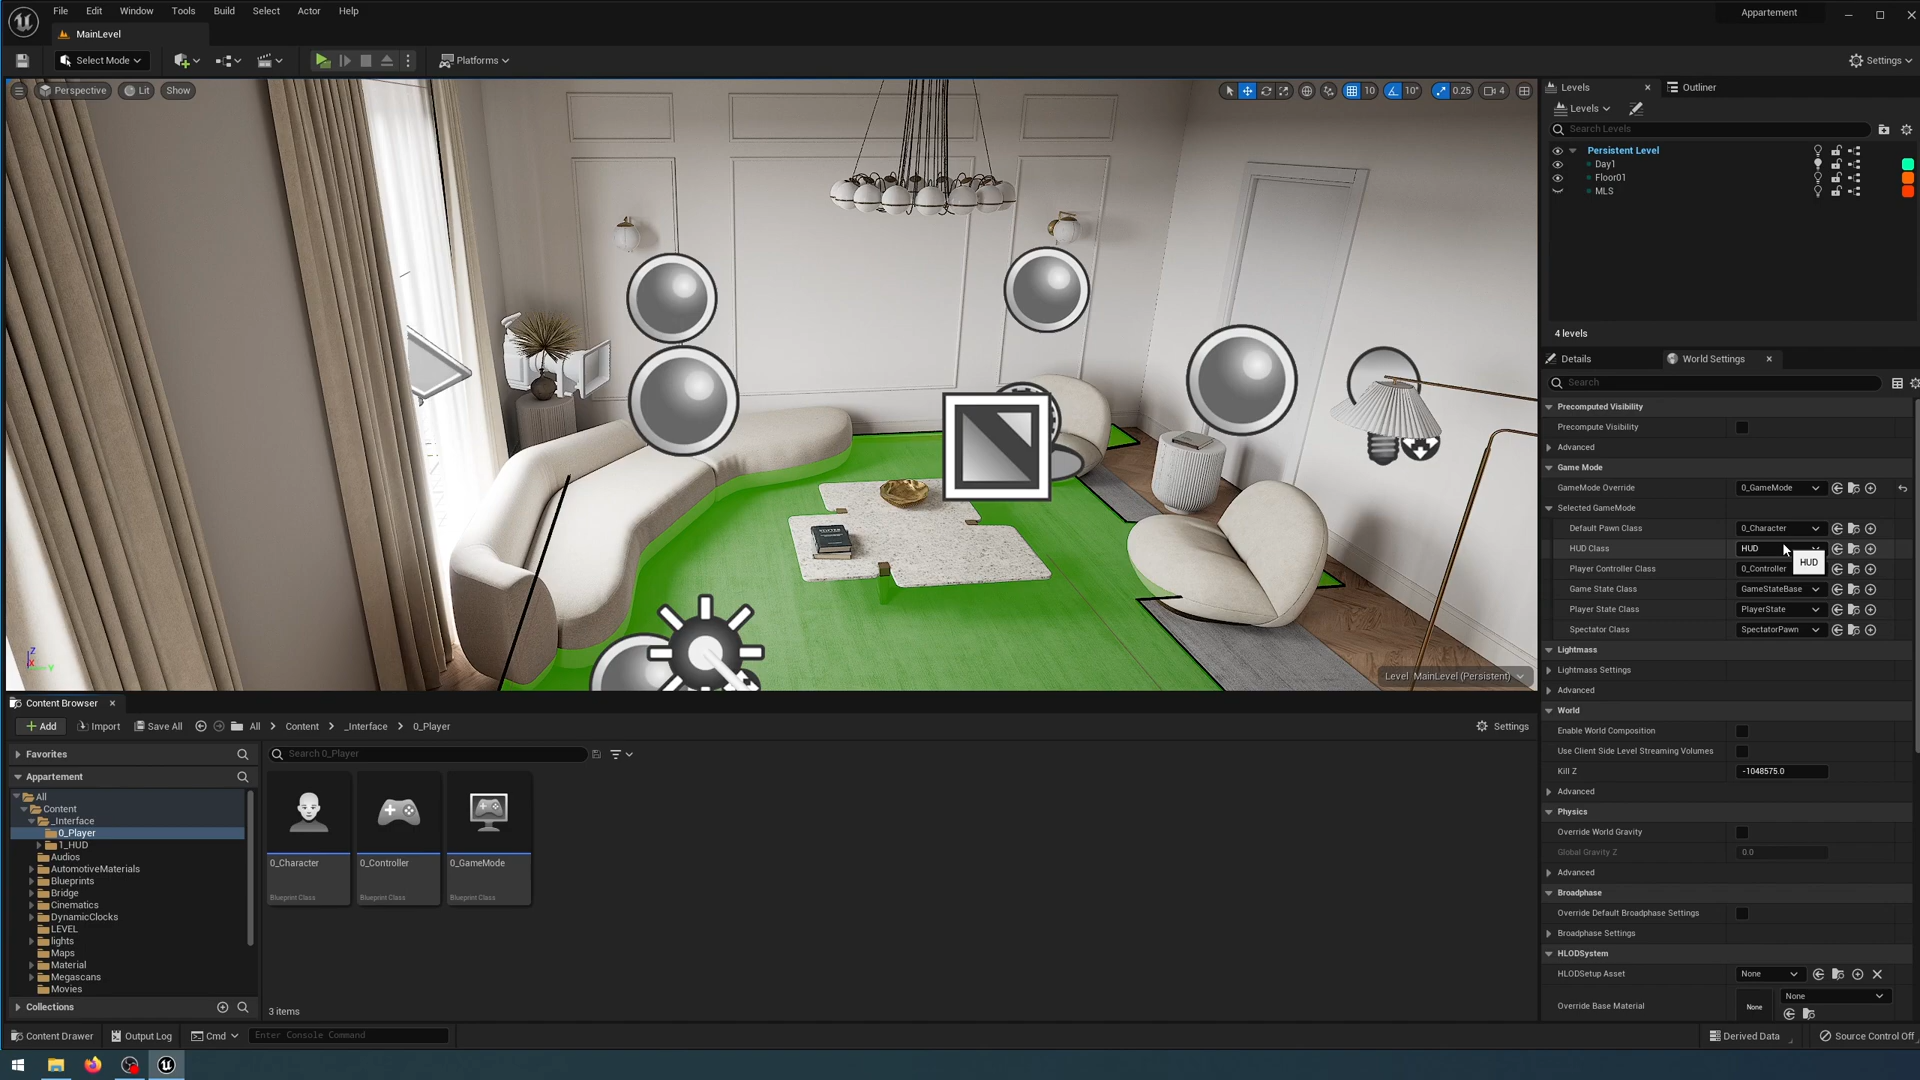 File Edit Window Tools Build Select Actor Help
Appartement
MainLevel
Select Mode
Platforms
Settings
Perspective
Lit
Show
10
10°
0.25
4
Levels
Outliner
Levels
Search Levels
Persistent Level
Day1
Floor01
MLS
4 levels
Details
World Settings
Search
Precomputed Visibility
Precompute Visibility
Advanced
Game Mode
GameMode Override
0_GameMode
Selected GameMode
Default Pawn Class
0_Character
HUD Class
HUD
HUD
Player Controller Class
0_Controller
Game State Class
GameStateBase
Player State Class
PlayerState
Spectator Class
SpectatorPawn
Lightmass
Lightmass Settings
Advanced
World
Enable World Composition
Use Client Side Level Streaming Volumes
Kill Z
-1048575.0
Advanced
Physics
Override World Gravity
Global Gravity Z
0.0
Advanced
Broadphase
Override Default Broadphase Settings
Broadphase Settings
HLODSystem
HLODSetup Asset
None
Override Base Material
None
None
Z
X
Y
Level MainLevel (Persistent)
Content Browser
Add
Import
Save All
All
Content
_Interface
0_Player
Settings
Favorites
Search 0_Player
Appartement
All
Content
_Interface
0_Player
1_HUD
Audios
AutomotiveMaterials
Blueprints
Bridge
Cinematics
DynamicClocks
LEVEL
lights
Maps
Material
Megascans
Movies
0_Character
Blueprint Class
0_Controller
Blueprint Class
0_GameMode
Blueprint Class
Collections
3 items
Content Drawer
Output Log
Cmd
Enter Console Command
Derived Data
Source Control Off